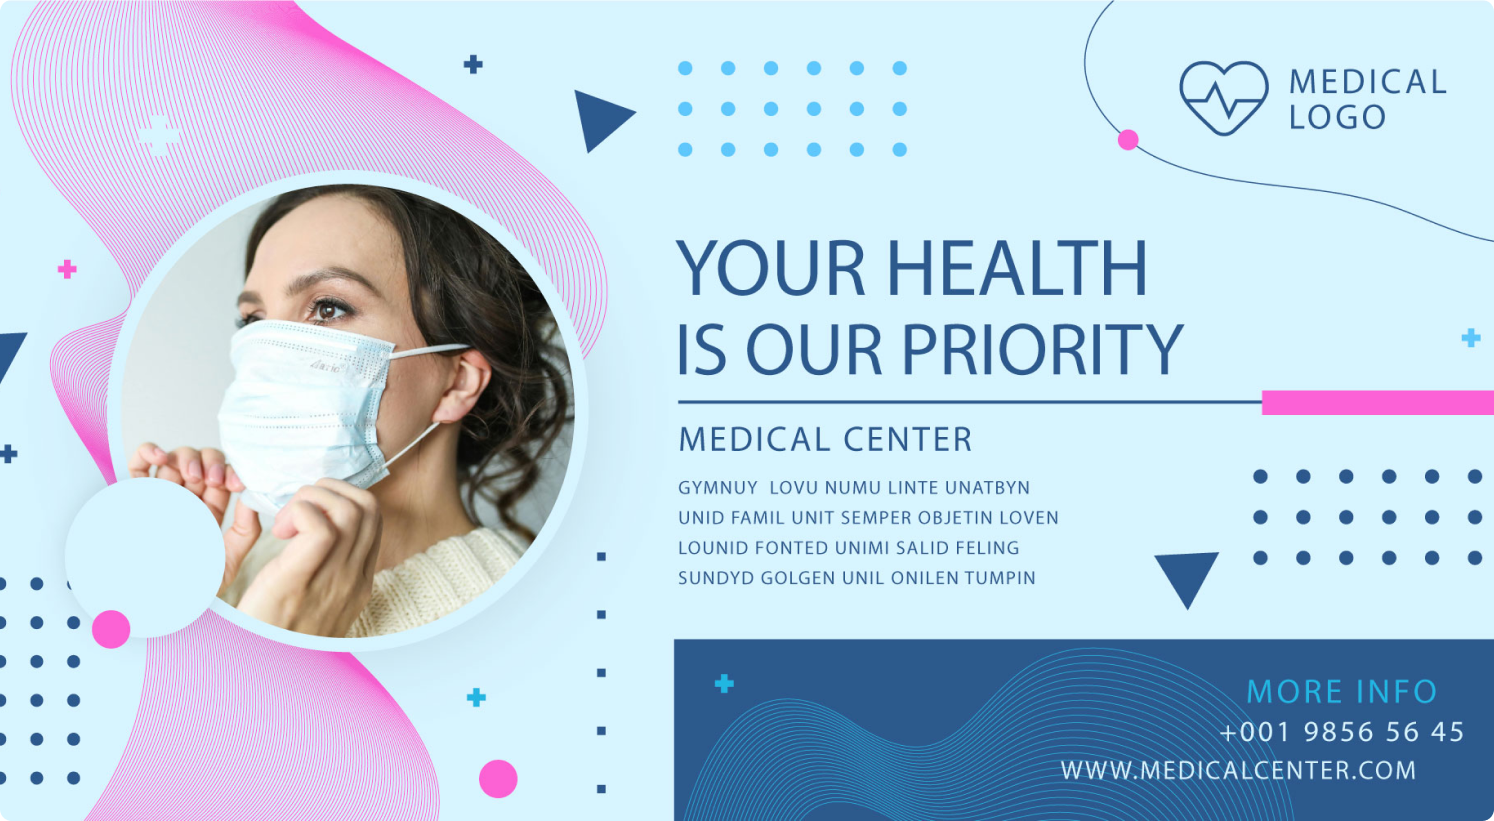 MEDICAL
LOGO
YOUR HEALTH
IS OUR PRIORITY
MEDICAL CENTER
GYMNUY LOVU NUMU LINTE UNATBYN
UNID FAMIL UNIT SEMPER OBJETIN LOVEN
LOUNID FONTED UNIMI SALID FELING
SUNDYD GOLGEN UNIL ONILEN TUMPIN
MORE INFO
+001 9856 56 45
WWW.MEDICALCENTER.COM